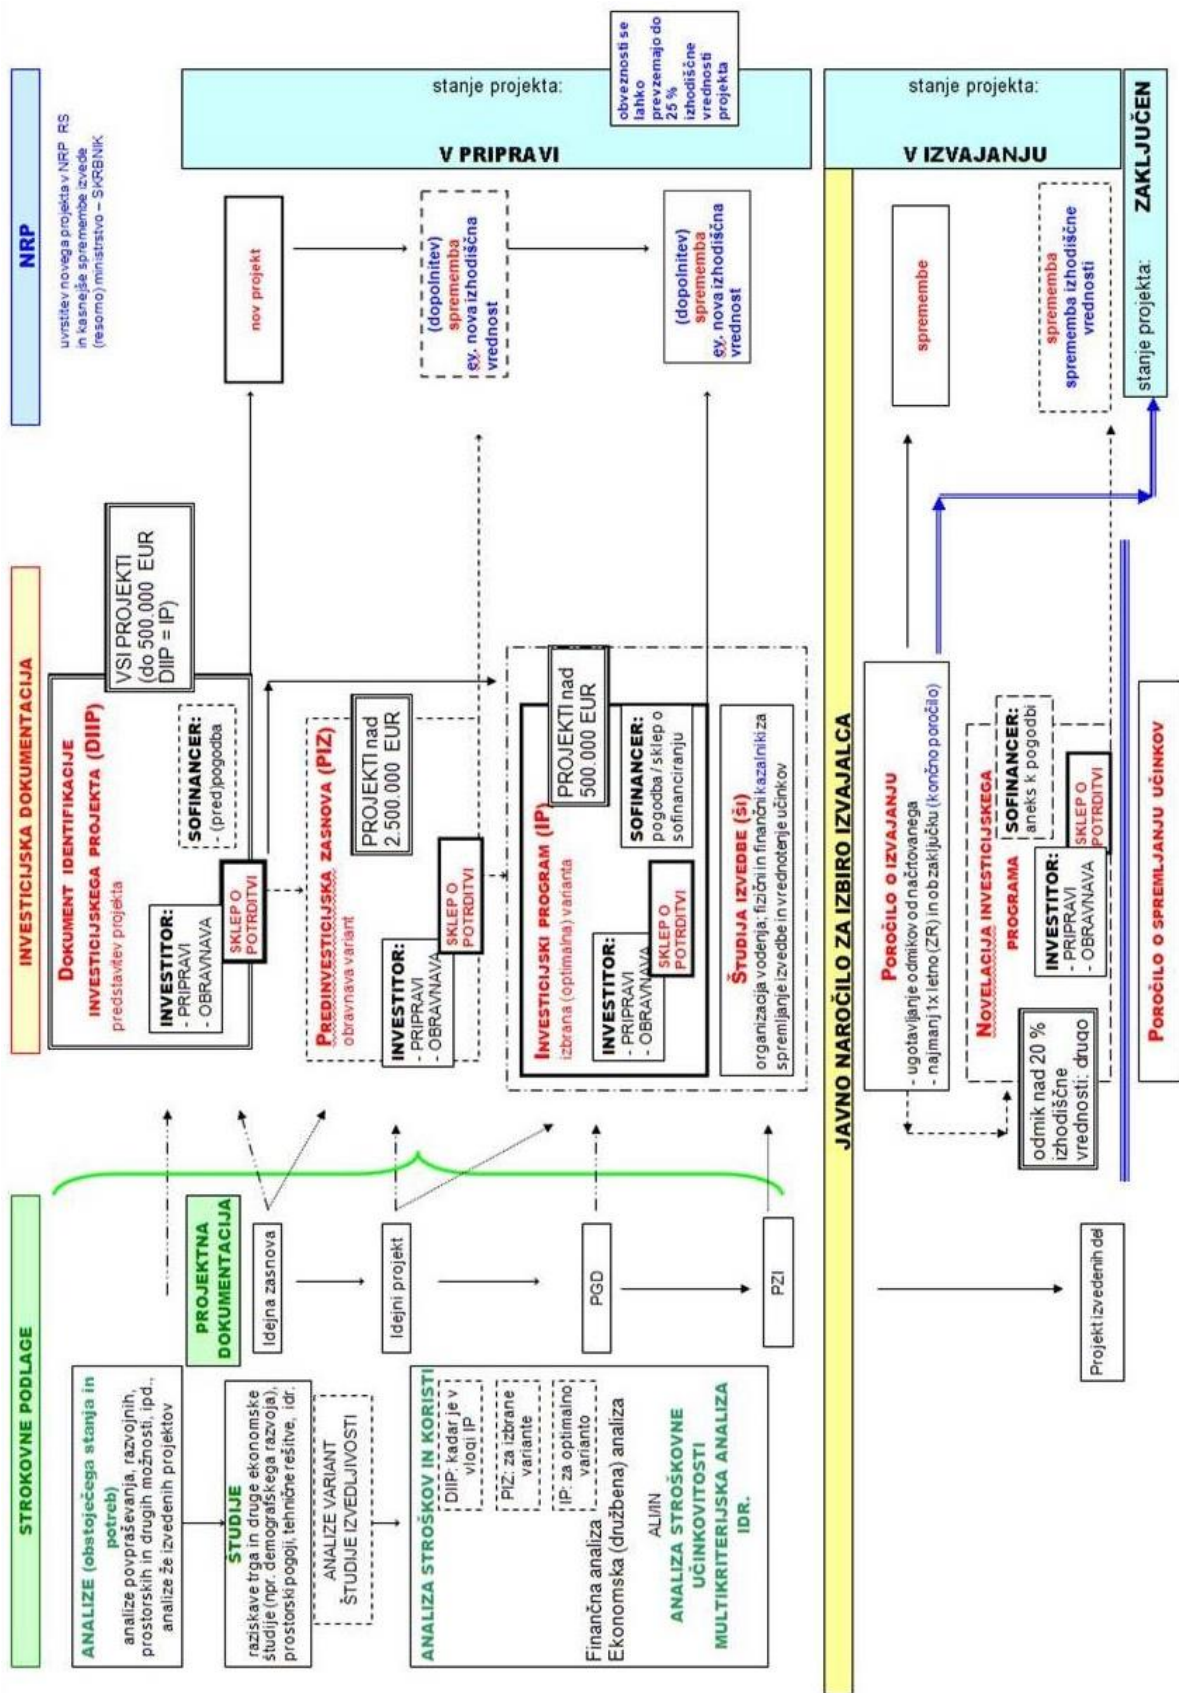 STROKOVNE PODLAGE
ANALIZE (obstoječega stanja in
potreb)
analize povpraševanja, razvojnih,
prostorskih in drugih možnosti, ipd.,
analize že izvedenih projektov
ŠTUDIJE
raziskave trga in druge ekonomske
študije (npr. demografskega razvoja),
prostorski pogoji, tehnične rešitve, idr.
ANALIZE VARIANT
ŠTUDIJE IZVEDLJIVOSTI
ANALIZA STROŠKOV IN KORISTI
DIIP: kadar je v
vlogi IP
PIZ: za izbrane
variante
IP: za optimalno
varianto
Finančna analiza
Ekonomska (družbena) analiza
ALI/IN
ANALIZA STROŠKOVNE
UČINKOVITOSTI
MULTIKRITERIJSKA ANALIZA
IDR.
PROJEKTNA
DOKUMENTACIJA
Idejna zasnova
Idejni projekt
PGD
PZI
Projekt izvedenih del
INVESTICIJSKA DOKUMENTACIJA
DOKUMENT IDENTIFIKACIJE
INVESTICIJSKEGA PROJEKTA (DIIP)
predstavitev projekta
VSI PROJEKTI
(do 500.000 EUR
DIIP = IP)
INVESTITOR:
- PRIPRAVI
- OBRAVNAVA
SKLEP O
POTRDITVI
SOFINANCER:
- (pred)pogodba
PREDINVESTICIJSKA ZASNOVA (PIZ)
obravnava variant
PROJEKTI nad
2.500.000 EUR
INVESTITOR:
- PRIPRAVI
- OBRAVNAVA
SKLEP O
POTRDITVI
INVESTICIJSKI PROGRAM (IP)
izbrana (optimalna) varianta
PROJEKTI nad
500.000 EUR
INVESTITOR:
- PRIPRAVI
- OBRAVNAVA
SKLEP O
POTRDITVI
SOFINANCER:
pogodba / sklep o
sofinanciranju
ŠTUDIJA IZVEDBE (ŠI)
organizacija vodenja; fizični in finančni kazalniki za
spremljanje izvedbe in vrednotenje učinkov
JAVNO NAROČILO ZA IZBIRO IZVAJALCA
POROČILO O IZVAJANJU
- ugotavljanje odmikov od načrtovanega
- najmanj 1x letno (ZR) in ob zaključku (končno poročilo)
NOVELACIJA INVESTICIJSKEGA
PROGRAMA
odmik nad 20 %
izhodiščne
vrednosti; drugo
INVESTITOR:
- PRIPRAVI
- OBRAVNAVA
SKLEP O
POTRDITVI
SOFINANCER:
aneks k pogodbi
POROČILO O SPREMLJANJU UČINKOV
NRP
uvrstitev novega projekta v NRP RS
in kasnejše spremembe izvede
(resorno) ministrstvo – SKRBNIK
nov projekt
(dopolnitev)
sprememba
ev. nova izhodiščna
vrednost
(dopolnitev)
sprememba
ev. nova izhodiščna
vrednost
stanje projekta:
V PRIPRAVI
obveznosti se
lahko
prevzemajo do
25 %
izhodiščne
vrednosti
projekta
stanje projekta:
V IZVAJANJU
spremembe
sprememba
sprememba izhodiščne
vrednosti
stanje projekta:
ZAKLJUČEN